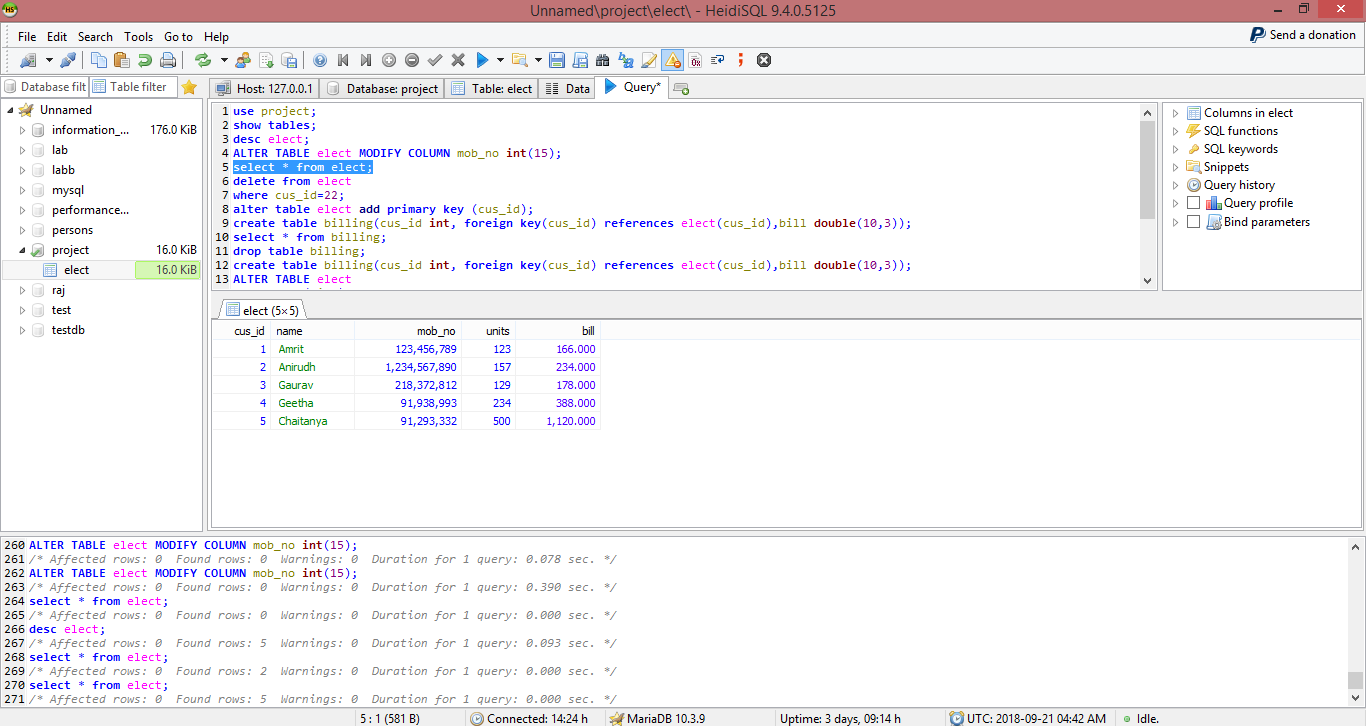 Unnamed\project\elect\ - HeidiSQL 9.4.0.5125
File Edit Search Tools Go to Help
Send a donation
Database filt Table filter
Host: 127.0.0.1 Database: project Table: elect Data Query*
Unnamed
information_... 176.0 KiB
lab
labb
mysql
performance...
persons
project 16.0 KiB
elect 16.0 KiB
raj
test
testdb
1 use project;
2 show tables;
3 desc elect;
4 ALTER TABLE elect MODIFY COLUMN mob_no int(15);
5 select * from elect;
6 delete from elect
7 where cus_id=22;
8 alter table elect add primary key (cus_id);
9 create table billing(cus_id int, foreign key(cus_id) references elect(cus_id),bill double(10,3));
10 select * from billing;
11 drop table billing;
12 create table billing(cus_id int, foreign key(cus_id) references elect(cus_id),bill double(10,3));
13 ALTER TABLE elect
Columns in elect
SQL functions
SQL keywords
Snippets
Query history
Query profile
Bind parameters
elect (5×5)
cus_id name mob_no units bill
1 Amrit 123,456,789 123 166.000
2 Anirudh 1,234,567,890 157 234.000
3 Gaurav 218,372,812 129 178.000
4 Geetha 91,938,993 234 388.000
5 Chaitanya 91,293,332 500 1,120.000
260 ALTER TABLE elect MODIFY COLUMN mob_no int(15);
261 /* Affected rows: 0 Found rows: 0 Warnings: 0 Duration for 1 query: 0.078 sec. */
262 ALTER TABLE elect MODIFY COLUMN mob_no int(15);
263 /* Affected rows: 0 Found rows: 0 Warnings: 0 Duration for 1 query: 0.390 sec. */
264 select * from elect;
265 /* Affected rows: 0 Found rows: 0 Warnings: 0 Duration for 1 query: 0.000 sec. */
266 desc elect;
267 /* Affected rows: 0 Found rows: 5 Warnings: 0 Duration for 1 query: 0.093 sec. */
268 select * from elect;
269 /* Affected rows: 0 Found rows: 2 Warnings: 0 Duration for 1 query: 0.000 sec. */
270 select * from elect;
271 /* Affected rows: 0 Found rows: 5 Warnings: 0 Duration for 1 query: 0.000 sec. */
5 : 1 (581 B) Connected: 14:24 h MariaDB 10.3.9 Uptime: 3 days, 09:14 h UTC: 2018-09-21 04:42 AM Idle.